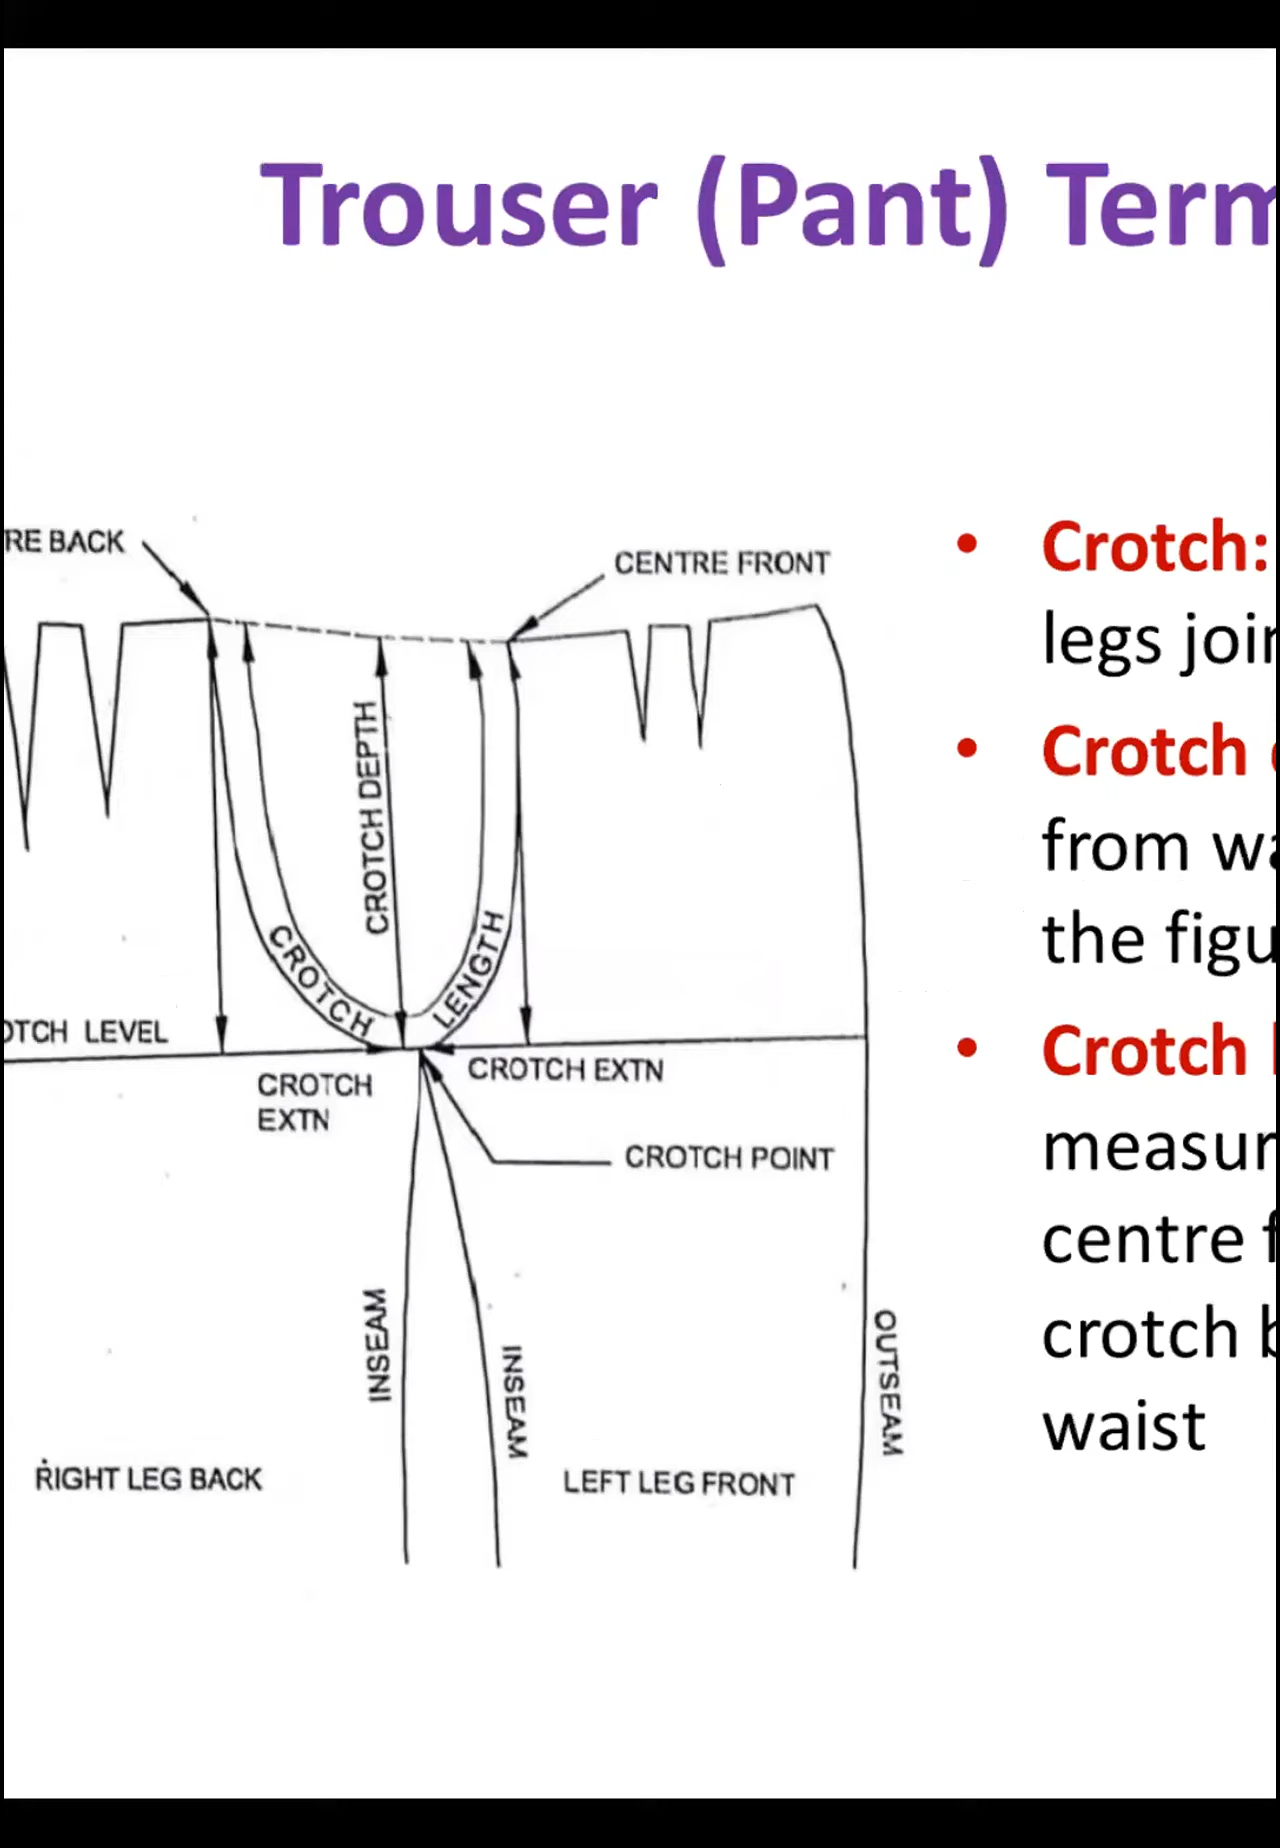 Trouser (Pant) Term
RE BACK
CENTRE FRONT
CROTCH DEPTH
CROTCH LENGTH
OTCH LEVEL
CROTCH
EXTN
CROTCH EXTN
CROTCH POINT
INSEAM
INSEAM
OUTSEAM
RIGHT LEG BACK
LEFT LEG FRONT
• Crotch:
legs joi
• Crotch
from wa
the figu
• Crotch
measur
centre f
crotch b
waist